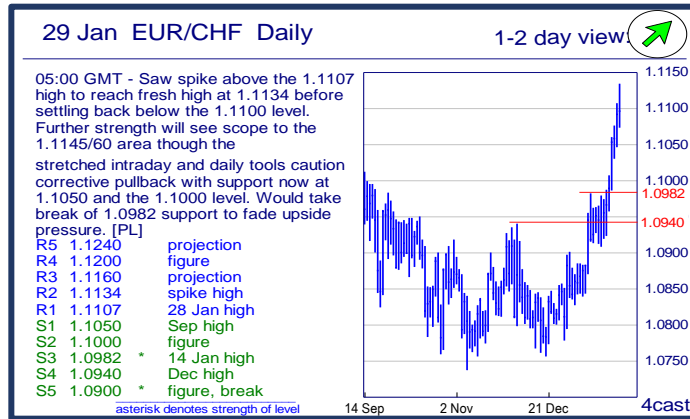 29 Jan EUR/CHF Daily
1-2 day view:
05:00 GMT - Saw spike above the 1.1107
high to reach fresh high at 1.1134 before
settling back below the 1.1100 level.
Further strength will see scope to the
1.1145/60 area though the
stretched intraday and daily tools caution
corrective pullback with support now at
1.1050 and the 1.1000 level. Would take
break of 1.0982 support to fade upside
pressure. [PL]
R5 1.1240 projection
R4 1.1200 figure
R3 1.1160 projection
R2 1.1134 spike high
R1 1.1107 28 Jan high
S1 1.1050 Sep high
S2 1.1000 figure
S3 1.0982 * 14 Jan high
S4 1.0940 Dec high
S5 1.0900 * figure, break
asterisk denotes strength of level
1.1150
1.1100
1.1050
1.1000
1.0982
1.0940
1.0900
1.0850
1.0800
1.0750
14 Sep 2 Nov 21 Dec
4cast